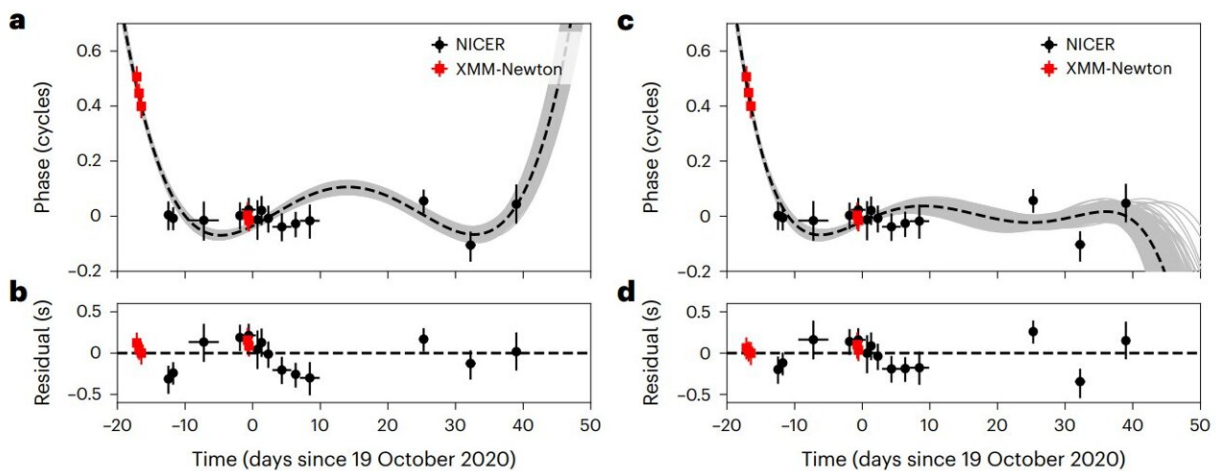 a
0.6
0.4
0.2
0
−0.2
Phase (cycles)
NICER
XMM-Newton
b
0.5
0
−0.5
Residual (s)
−20 −10 0 10 20 30 40 50
Time (days since 19 October 2020)
c
0.6
0.4
0.2
0
−0.2
Phase (cycles)
NICER
XMM-Newton
d
0.5
0
−0.5
Residual (s)
−20 −10 0 10 20 30 40 50
Time (days since 19 October 2020)